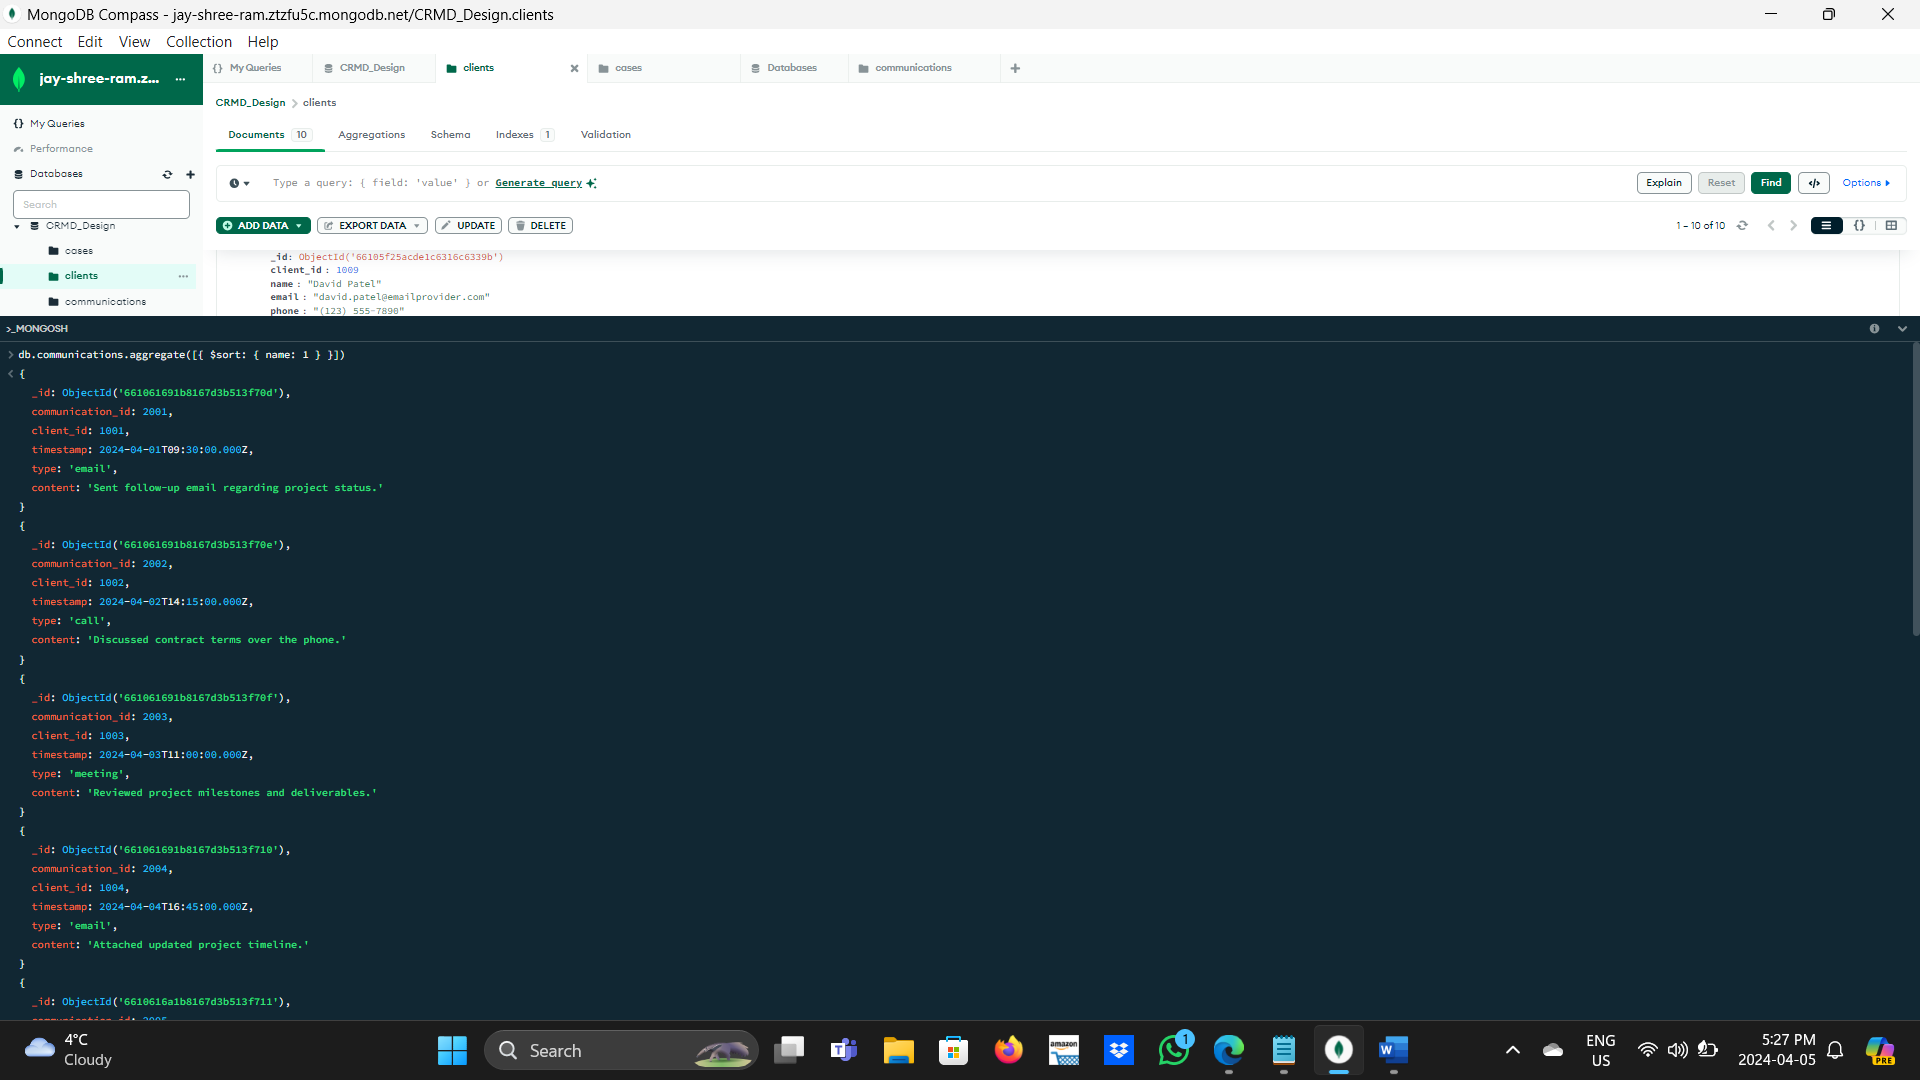 MongoDB Compass - jay-shree-ram.ztzfu5c.mongodb.net/CRMD_Design.clients
Connect Edit View Collection Help
jay-shree-ram.z... ...
{} My Queries
CRMD_Design
clients
cases
Databases
communications
My Queries
Performance
Databases
Search
CRMD_Design
cases
clients ...
communications
CRMD_Design > clients
Documents 10 Aggregations Schema Indexes 1 Validation
Type a query: { field: 'value' } or Generate query
Explain Reset Find </> Options
ADD DATA EXPORT DATA UPDATE DELETE
1 – 10 of 10
_id: ObjectId('66105f25acde1c6316c6339b')
client_id : 1009
name : "David Patel"
email : "david.patel@emailprovider.com"
phone : "(123) 555-7890"
>_MONGOSH
> db.communications.aggregate([{ $sort: { name: 1 } }])
< {
_id: ObjectId('661061691b8167d3b513f70d'),
communication_id: 2001,
client_id: 1001,
timestamp: 2024-04-01T09:30:00.000Z,
type: 'email',
content: 'Sent follow-up email regarding project status.'
}
{
_id: ObjectId('661061691b8167d3b513f70e'),
communication_id: 2002,
client_id: 1002,
timestamp: 2024-04-02T14:15:00.000Z,
type: 'call',
content: 'Discussed contract terms over the phone.'
}
{
_id: ObjectId('661061691b8167d3b513f70f'),
communication_id: 2003,
client_id: 1003,
timestamp: 2024-04-03T11:00:00.000Z,
type: 'meeting',
content: 'Reviewed project milestones and deliverables.'
}
{
_id: ObjectId('661061691b8167d3b513f710'),
communication_id: 2004,
client_id: 1004,
timestamp: 2024-04-04T16:45:00.000Z,
type: 'email',
content: 'Attached updated project timeline.'
}
{
_id: ObjectId('6610616a1b8167d3b513f711'),
communication_id: 2005
4°C
Cloudy
Search
amazon
1
ENG
US
5:27 PM
2024-04-05
PRE